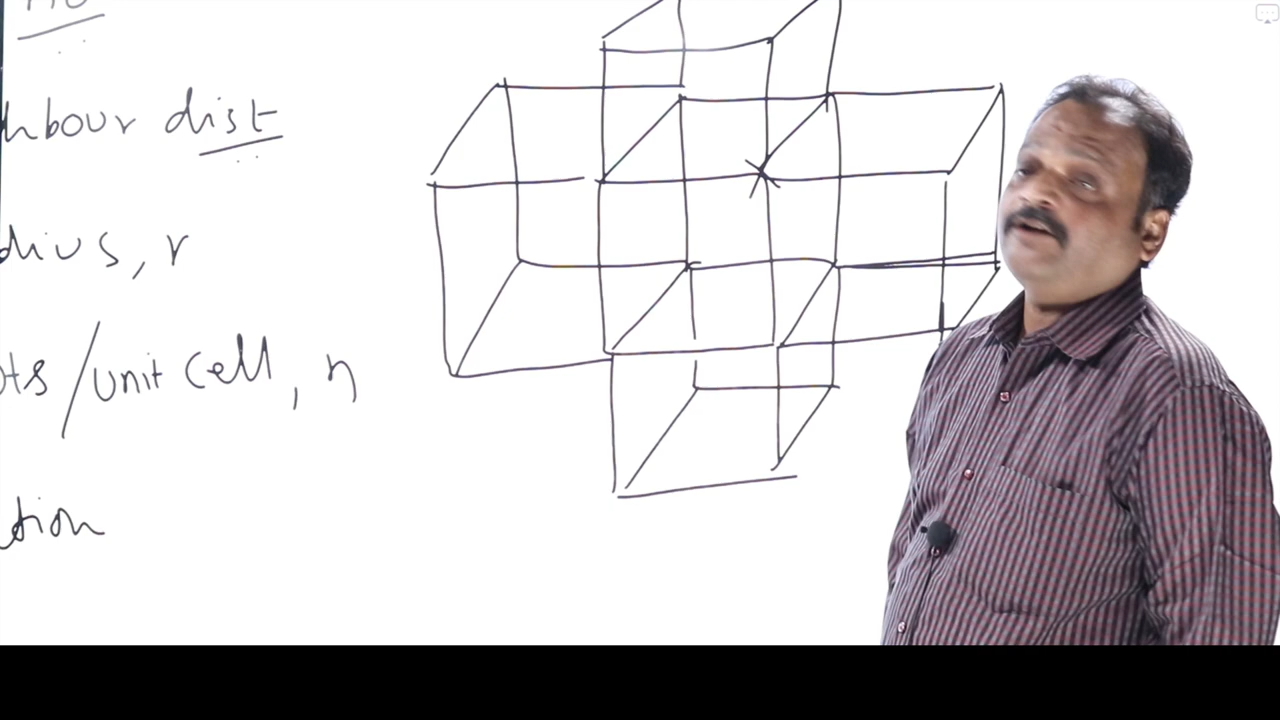 hbour dist
dius, r
ts / unit cell, n
tion